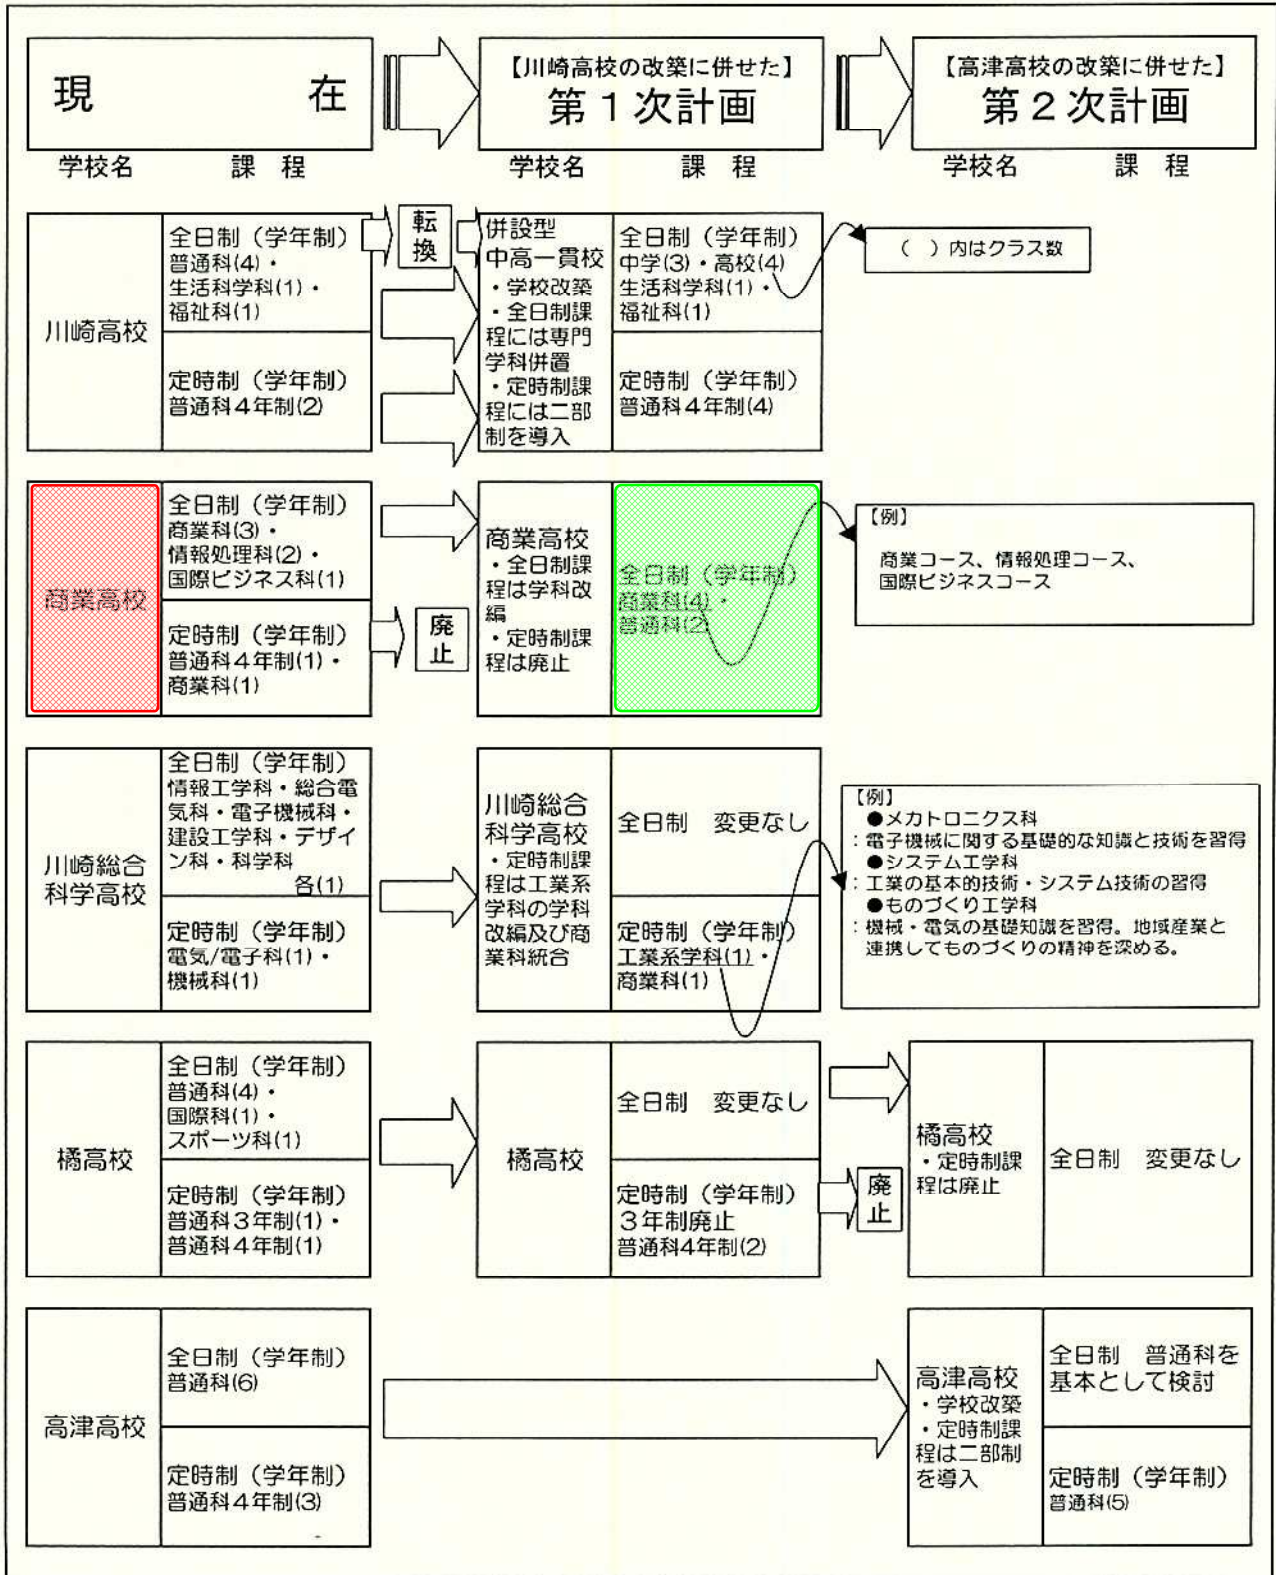 現在
【川崎高校の改築に併せた】
第1次計画
【高津高校の改築に併せた】
第2次計画
学校名　課程
学校名　課程
学校名　課程
川崎高校
全日制（学年制）
普通科(4)・
生活科学科(1)・
福祉科(1)
定時制（学年制）
普通科4年制(2)
転換
併設型
中高一貫校
・学校改築
・全日制課
程には専門
学科併置
・定時制課
程には二部
制を導入
全日制（学年制）
中学(3)・高校(4)
生活科学科(1)・
福祉科(1)
定時制（学年制）
普通科4年制(4)
（　）内はクラス数
商業高校
全日制（学年制）
商業科(3)・
情報処理科(2)・
国際ビジネス科(1)
定時制（学年制）
普通科4年制(1)・
商業科(1)
廃止
商業高校
・全日制課
程は学科改
編
・定時制課
程は廃止
全日制（学年制）
商業科(4)・
普通科(2)
【例】
商業コース、情報処理コース、
国際ビジネスコース
川崎総合
科学高校
全日制（学年制）
情報工学科・総合電
気科・電子機械科・
建設工学科・デザイ
ン科・科学科
各(1)
定時制（学年制）
電気/電子科(1)・
機械科(1)
川崎総合
科学高校
・定時制課
程は工業系
学科の学科
改編及び商
業科統合
全日制　変更なし
定時制（学年制）
工業系学科(1)・
商業科(1)
【例】
●メカトロニクス科
：電子機械に関する基礎的な知識と技術を習得
●システム工学科
：工業の基本的技術・システム技術の習得
●ものづくり工学科
：機械・電気の基礎知識を習得。地域産業と
連携してものづくりの精神を深める。
橘高校
全日制（学年制）
普通科(4)・
国際科(1)・
スポーツ科(1)
定時制（学年制）
普通科3年制(1)・
普通科4年制(1)
橘高校
全日制　変更なし
定時制（学年制）
3年制廃止
普通科4年制(2)
廃止
橘高校
・定時制課
程は廃止
全日制　変更なし
高津高校
全日制（学年制）
普通科(6)
定時制（学年制）
普通科4年制(3)
高津高校
・学校改築
・定時制課
程は二部制
を導入
全日制　普通科を
基本として検討
定時制（学年制）
普通科(5)